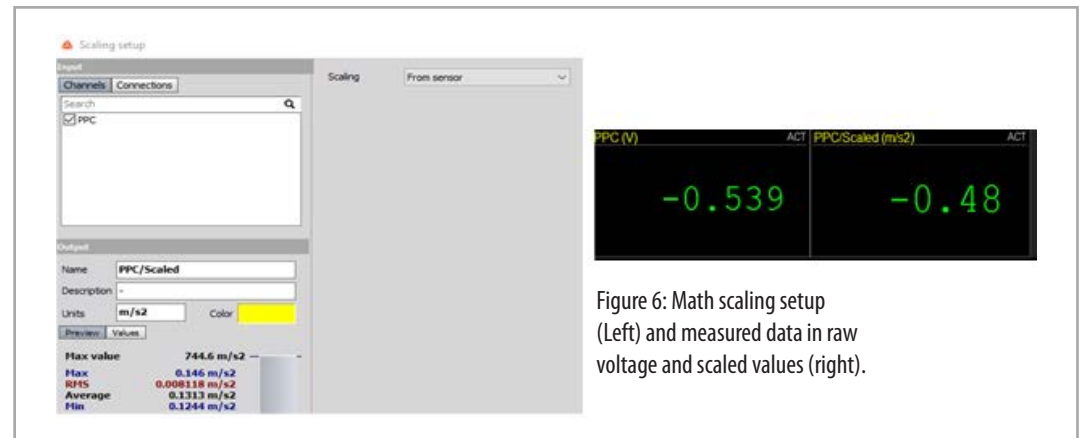 Scaling setup
Input
Channels Connections
Search
PPC
Scaling From sensor
Output
Name PPC/Scaled
Description -
Units m/s2 Color
Preview Values
Max value 744.6 m/s2
Max 0.146 m/s2
RMS 0.008118 m/s2
Average 0.1313 m/s2
Min 0.1244 m/s2
PPC (V) ACT PPC/Scaled (m/s2) ACT
-0.539 -0.48
Figure 6: Math scaling setup
(Left) and measured data in raw
voltage and scaled values (right).